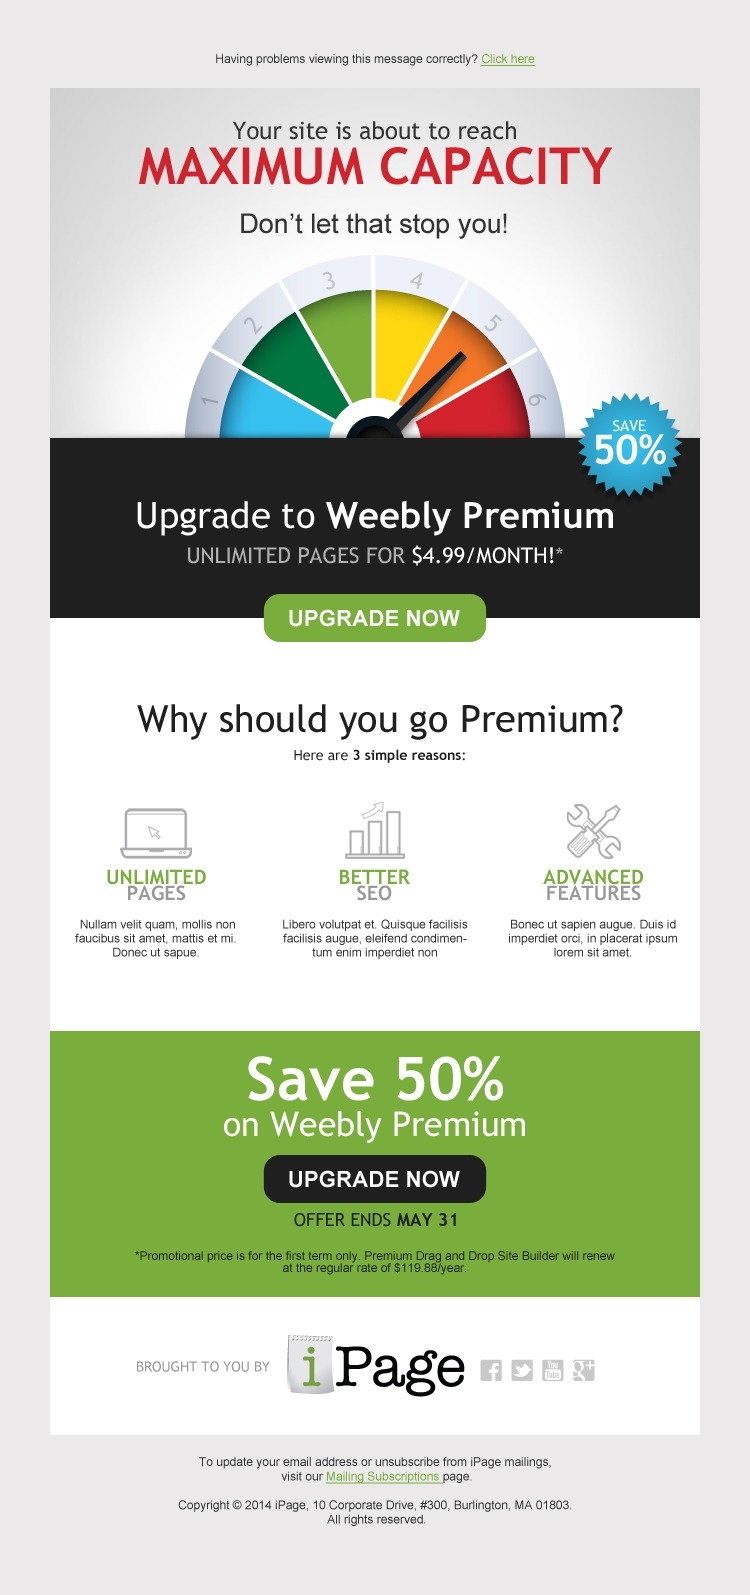 Having problems viewing this message correctly? Click here
Your site is about to reach
MAXIMUM CAPACITY
Don't let that stop you!
1
2
3
4
5
6
SAVE
50%
Upgrade to Weebly Premium
UNLIMITED PAGES FOR $4.99/MONTH!*
UPGRADE NOW
Why should you go Premium?
Here are 3 simple reasons:
UNLIMITED
PAGES
Nullam velit quam, mollis non
faucibus sit amet, mattis et mi.
Donec ut sapue.
BETTER
SEO
Libero volutpat et. Quisque facilisis
facilisis augue, eleifend condimen-
tum enim imperdiet non
ADVANCED
FEATURES
Bonec ut sapien augue. Duis id
imperdiet orci, in placerat ipsum
lorem sit amet.
Save 50%
on Weebly Premium
UPGRADE NOW
OFFER ENDS MAY 31
*Promotional price is for the first term only. Premium Drag and Drop Site Builder will renew
at the regular rate of $119.88/year.
BROUGHT TO YOU BY
iPage
You
Tube
g+
To update your email address or unsubscribe from iPage mailings,
visit our Mailing Subscriptions page.
Copyright © 2014 iPage, 10 Corporate Drive, #300, Burlington, MA 01803.
All rights reserved.